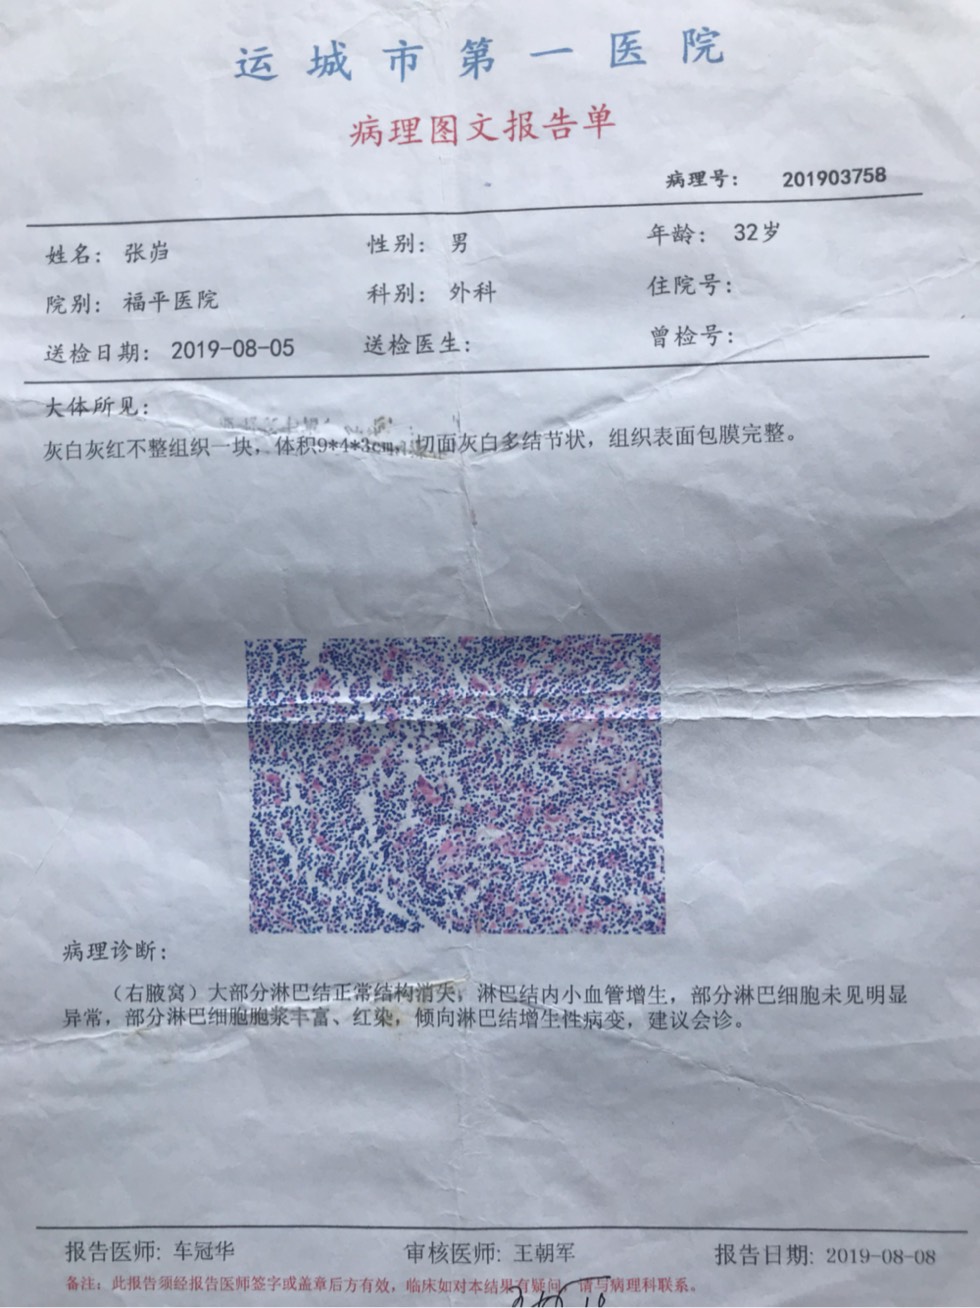 运城市第一医院
病理图文报告单
病理号： 201903758
姓名： 张岿 性别： 男 年龄： 32岁
院别： 福平医院 科别： 外科 住院号：
送检日期： 2019-08-05 送检医生： 曾检号：
大体所见：
灰白灰红不整组织一块，体积9*4*3cm，切面灰白多结节状，组织表面包膜完整。
病理诊断：
（右腋窝）大部分淋巴结正常结构消失，淋巴结内小血管增生，部分淋巴细胞未见明显
异常，部分淋巴细胞胞浆丰富、红染，倾向淋巴结增生性病变，建议会诊。
报告医师: 车冠华 审核医师: 王朝军 报告日期: 2019-08-08
备注：此报告须经报告医师签字或盖章后方有效，临床如对本结果有疑问，请与病理科联系。